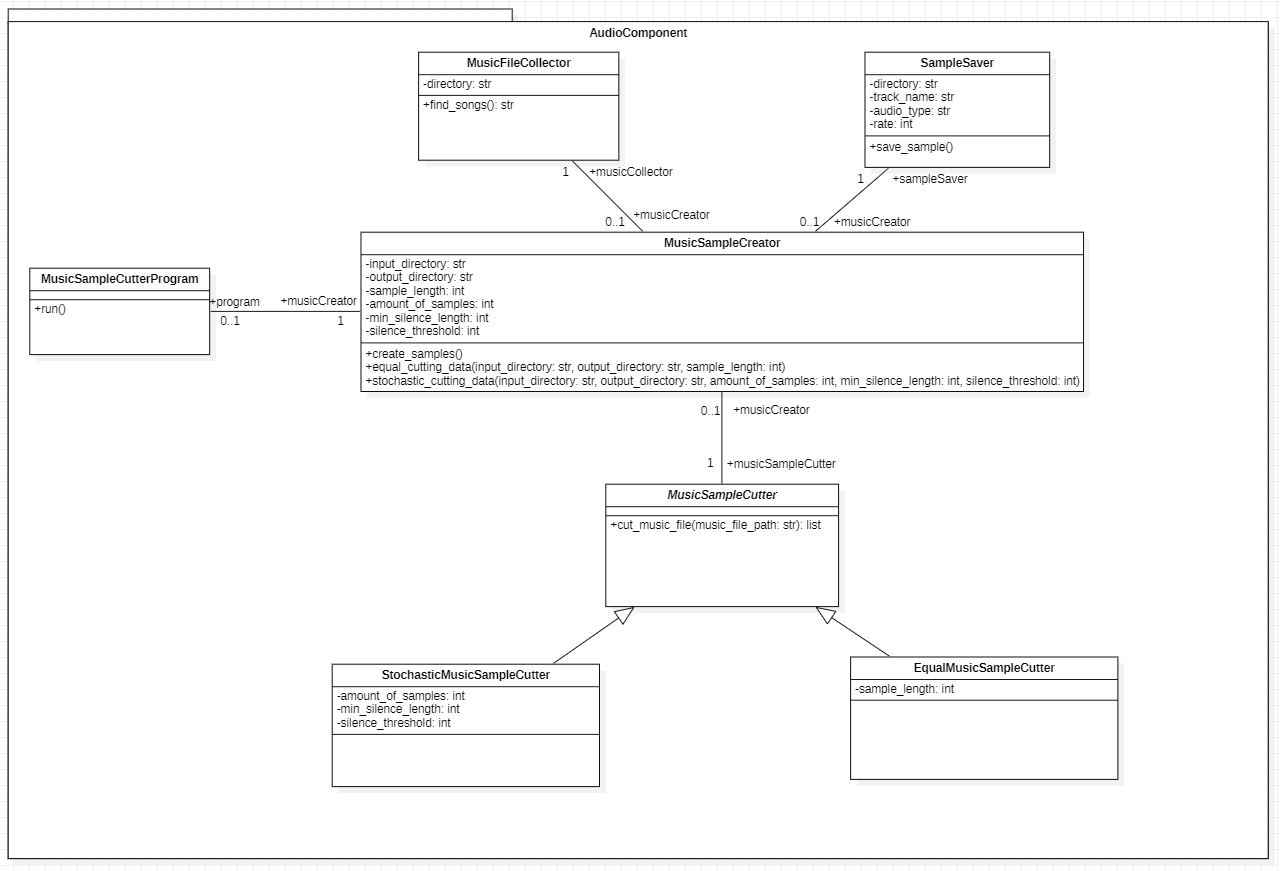 AudioComponent
MusicFileCollector
-directory: str
+find_songs(): str
SampleSaver
-directory: str
-track_name: str
-audio_type: str
-rate: int
+save_sample()
1
+musicCollector
0..1
+musicCreator
1
+sampleSaver
0..1
+musicCreator
MusicSampleCutterProgram
+run()
+program
0..1
+musicCreator
1
MusicSampleCreator
-input_directory: str
-output_directory: str
-sample_length: int
-amount_of_samples: int
-min_silence_length: int
-silence_threshold: int
+create_samples()
+equal_cutting_data(input_directory: str, output_directory: str, sample_length: int)
+stochastic_cutting_data(input_directory: str, output_directory: str, amount_of_samples: int, min_silence_length: int, silence_threshold: int)
0..1
+musicCreator
1
+musicSampleCutter
MusicSampleCutter
+cut_music_file(music_file_path: str): list
StochasticMusicSampleCutter
-amount_of_samples: int
-min_silence_length: int
-silence_threshold: int
EqualMusicSampleCutter
-sample_length: int